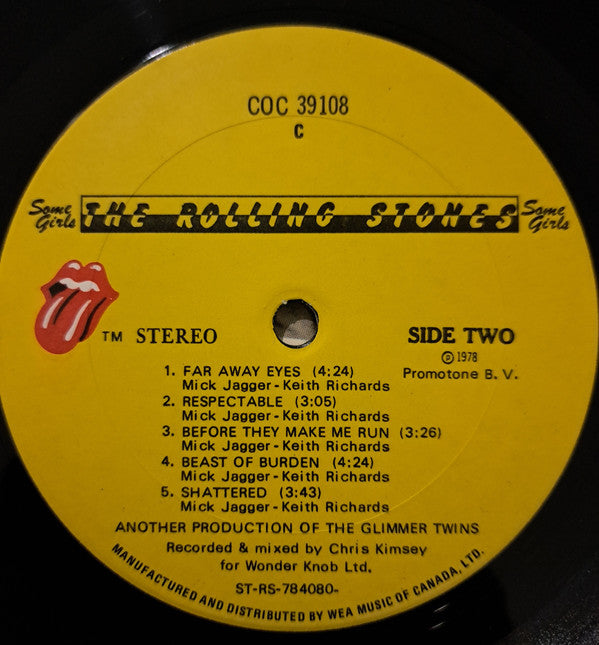 COC 39108
C
Some Girls THE ROLLING STONES Some Girls
TM STEREO
SIDE TWO
Ⓟ 1978
Promotone B. V.
1. FAR AWAY EYES (4:24)
Mick Jagger - Keith Richards
2. RESPECTABLE (3:05)
Mick Jagger - Keith Richards
3. BEFORE THEY MAKE ME RUN (3:26)
Mick Jagger - Keith Richards
4. BEAST OF BURDEN (4:24)
Mick Jagger - Keith Richards
5. SHATTERED (3:43)
Mick Jagger - Keith Richards
ANOTHER PRODUCTION OF THE GLIMMER TWINS
Recorded & mixed by Chris Kimsey
for Wonder Knob Ltd.
ST-RS-784080-
MANUFACTURED AND DISTRIBUTED BY WEA MUSIC OF CANADA, LTD.